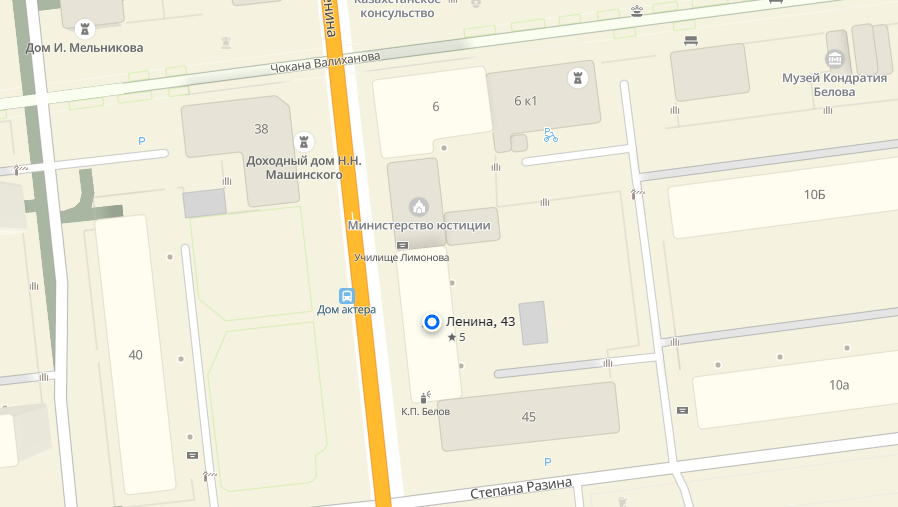 Ленина
Казахстанское
консульство
Дом И. Мельникова
Чокана Валиханова
Музей Кондратия
Белова
6
6 к1
38
P
P
Доходный дом Н.Н.
Машинского
10Б
Министерство юстиции
Училище Лимонова
Дом актера
Ленина, 43
★ 5
40
10а
К.П. Белов
45
P
Степана Разина